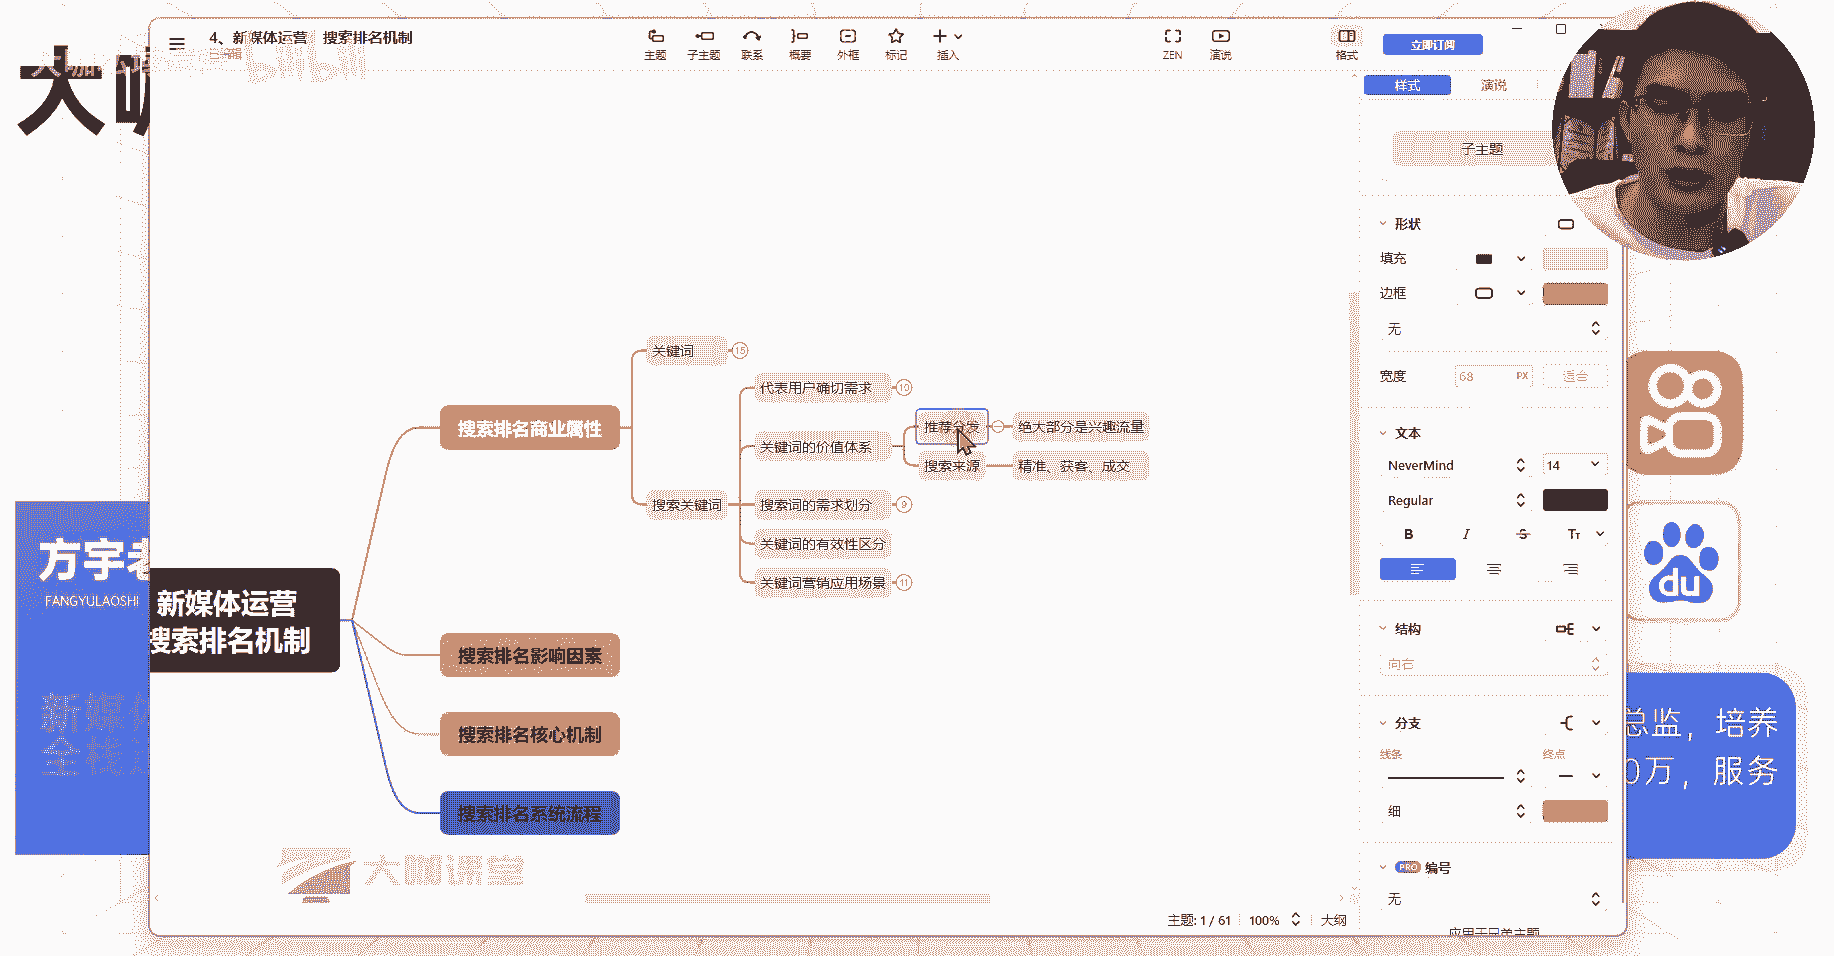 4、新媒体运营 搜索排名机制
已编辑
主题
子主题
联系
概要
外框
标记
插入
ZEN
演说
格式
立即订阅
样式
演说
子主题
形状
填充
边框
无
宽度
68
PX
适合
文本
NeverMind
14
Regular
B
I
S
TT
结构
向右
分支
线条
终点
细
PRO
编号
无
应用于兄弟主题
大咖
方宇老
FANGYULAOSHI
新媒体
全栈
新媒体运营
搜索排名机制
搜索排名商业属性
搜索排名影响因素
搜索排名核心机制
搜索排名系统流程
关键词
15
搜索关键词
代表用户确切需求
10
关键词的价值体系
推荐分发
绝大部分是兴趣流量
搜索来源
精准、获客、成交
搜索词的需求划分
9
关键词的有效性区分
关键词营销应用场景
11
大咖课堂
主题: 1 / 61
100%
大纲
du
总监，培养
0万，服务